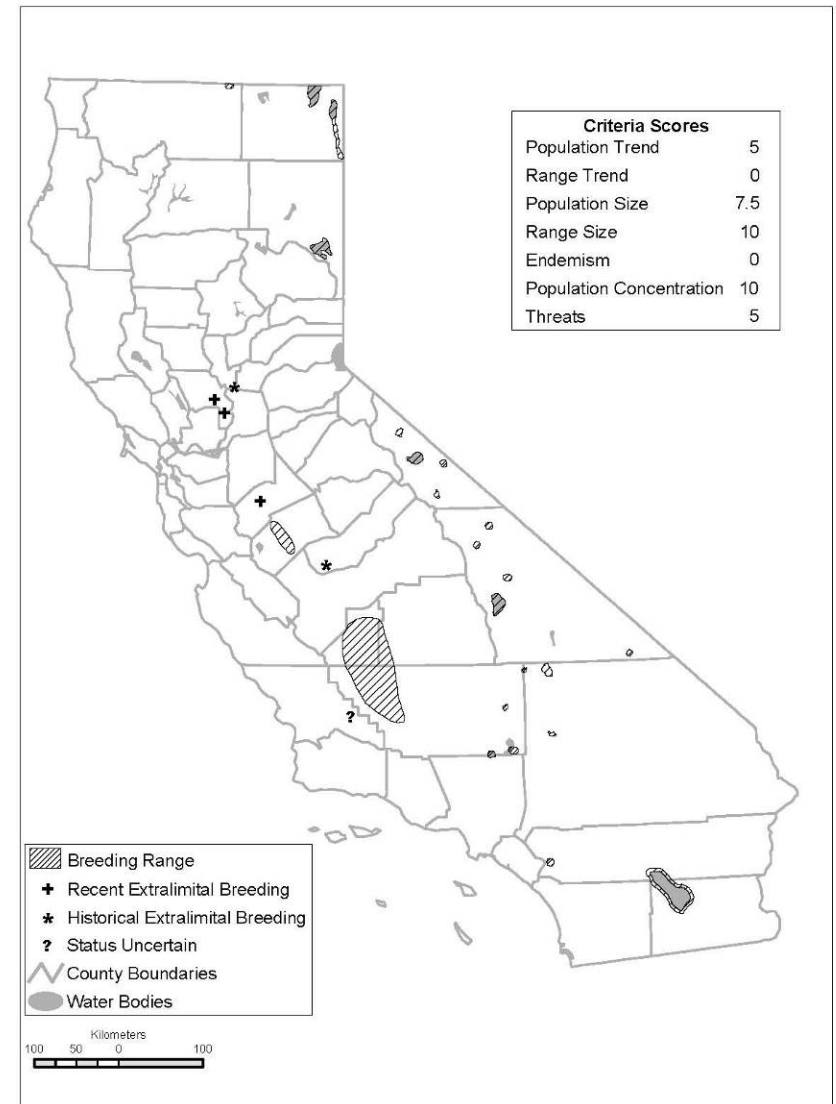 Criteria Scores
Population Trend 5
Range Trend 0
Population Size 7.5
Range Size 10
Endemism 0
Population Concentration 10
Threats 5
?
Breeding Range
+ Recent Extralimital Breeding
* Historical Extralimital Breeding
? Status Uncertain
County Boundaries
Water Bodies
Kilometers
100 50 0 100